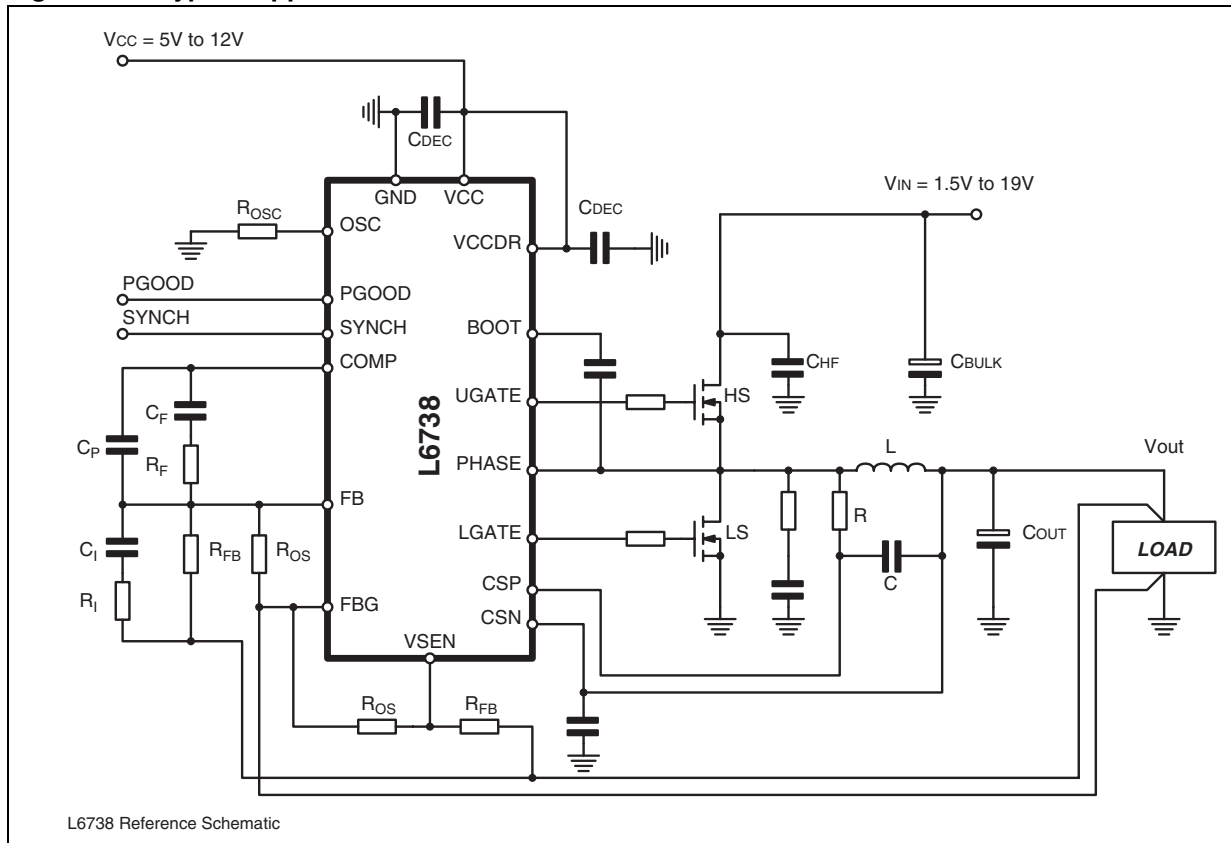 VCC = 5V to 12V
CDEC
GND
VCC
VIN = 1.5V to 19V
ROSC
OSC
CDEC
VCCDR
PGOOD
PGOOD
SYNCH
SYNCH
BOOT
COMP
CHF
CBULK
UGATE
HS
CF
L6738
CP
RF
PHASE
L
Vout
FB
R
LGATE
LS
COUT
LOAD
CI
RFB
ROS
CSP
C
RI
FBG
CSN
VSEN
ROS
RFB
L6738 Reference Schematic